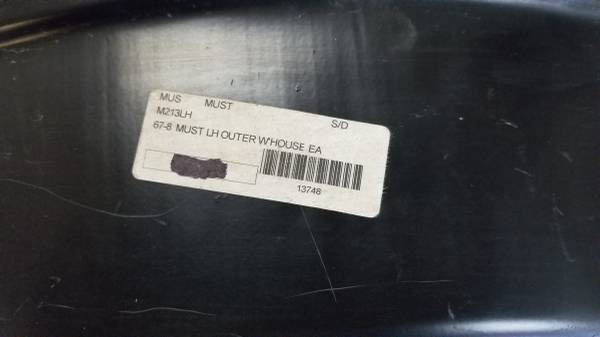 MUS MUST
M213LH S/D
67-8 MUST LH OUTER W'HOUSE EA
13748